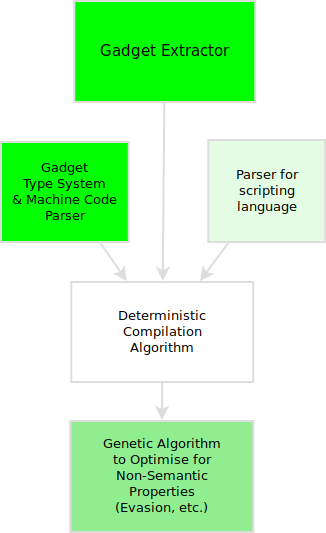 Gadget Extractor
Gadget
Type System
& Machine Code
Parser
Parser for
scripting
language
Deterministic
Compilation
Algorithm
Genetic Algorithm
to Optimise for
Non-Semantic
Properties
(Evasion, etc.)